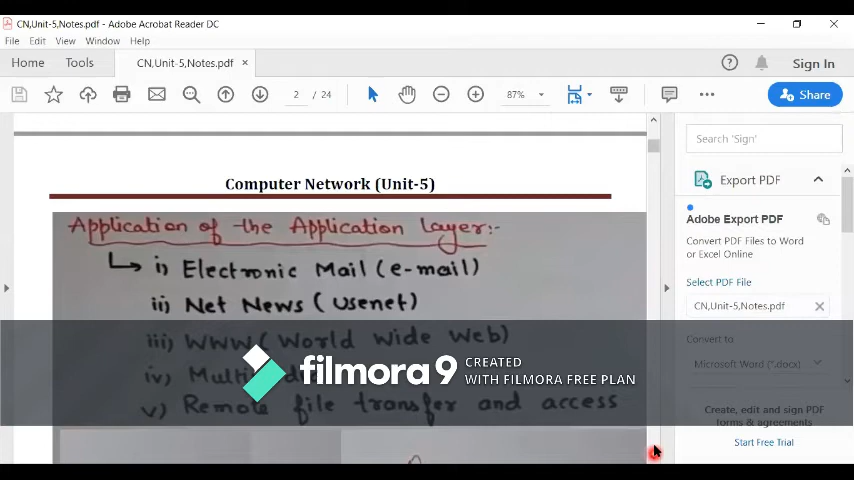 CN,Unit-5,Notes.pdf - Adobe Acrobat Reader DC
File Edit View Window Help
Home Tools CN,Unit-5,Notes.pdf × Sign In
2 / 24 87% Share
Computer Network (Unit-5)
Application of the Application Layer:-
i) Electronic Mail (e-mail)
ii) Net News (Usenet)
iii) WWW (World Wide Web)
iv)
v) Remote file transfer and access
filmora9 CREATED
WITH FILMORA FREE PLAN
Search 'Sign'
Export PDF
Adobe Export PDF
Convert PDF Files to Word
or Excel Online
Select PDF File
CN,Unit-5,Notes.pdf
Convert to
Microsoft Word (*.docx)
Create, edit and sign PDF
forms & agreements
Start Free Trial